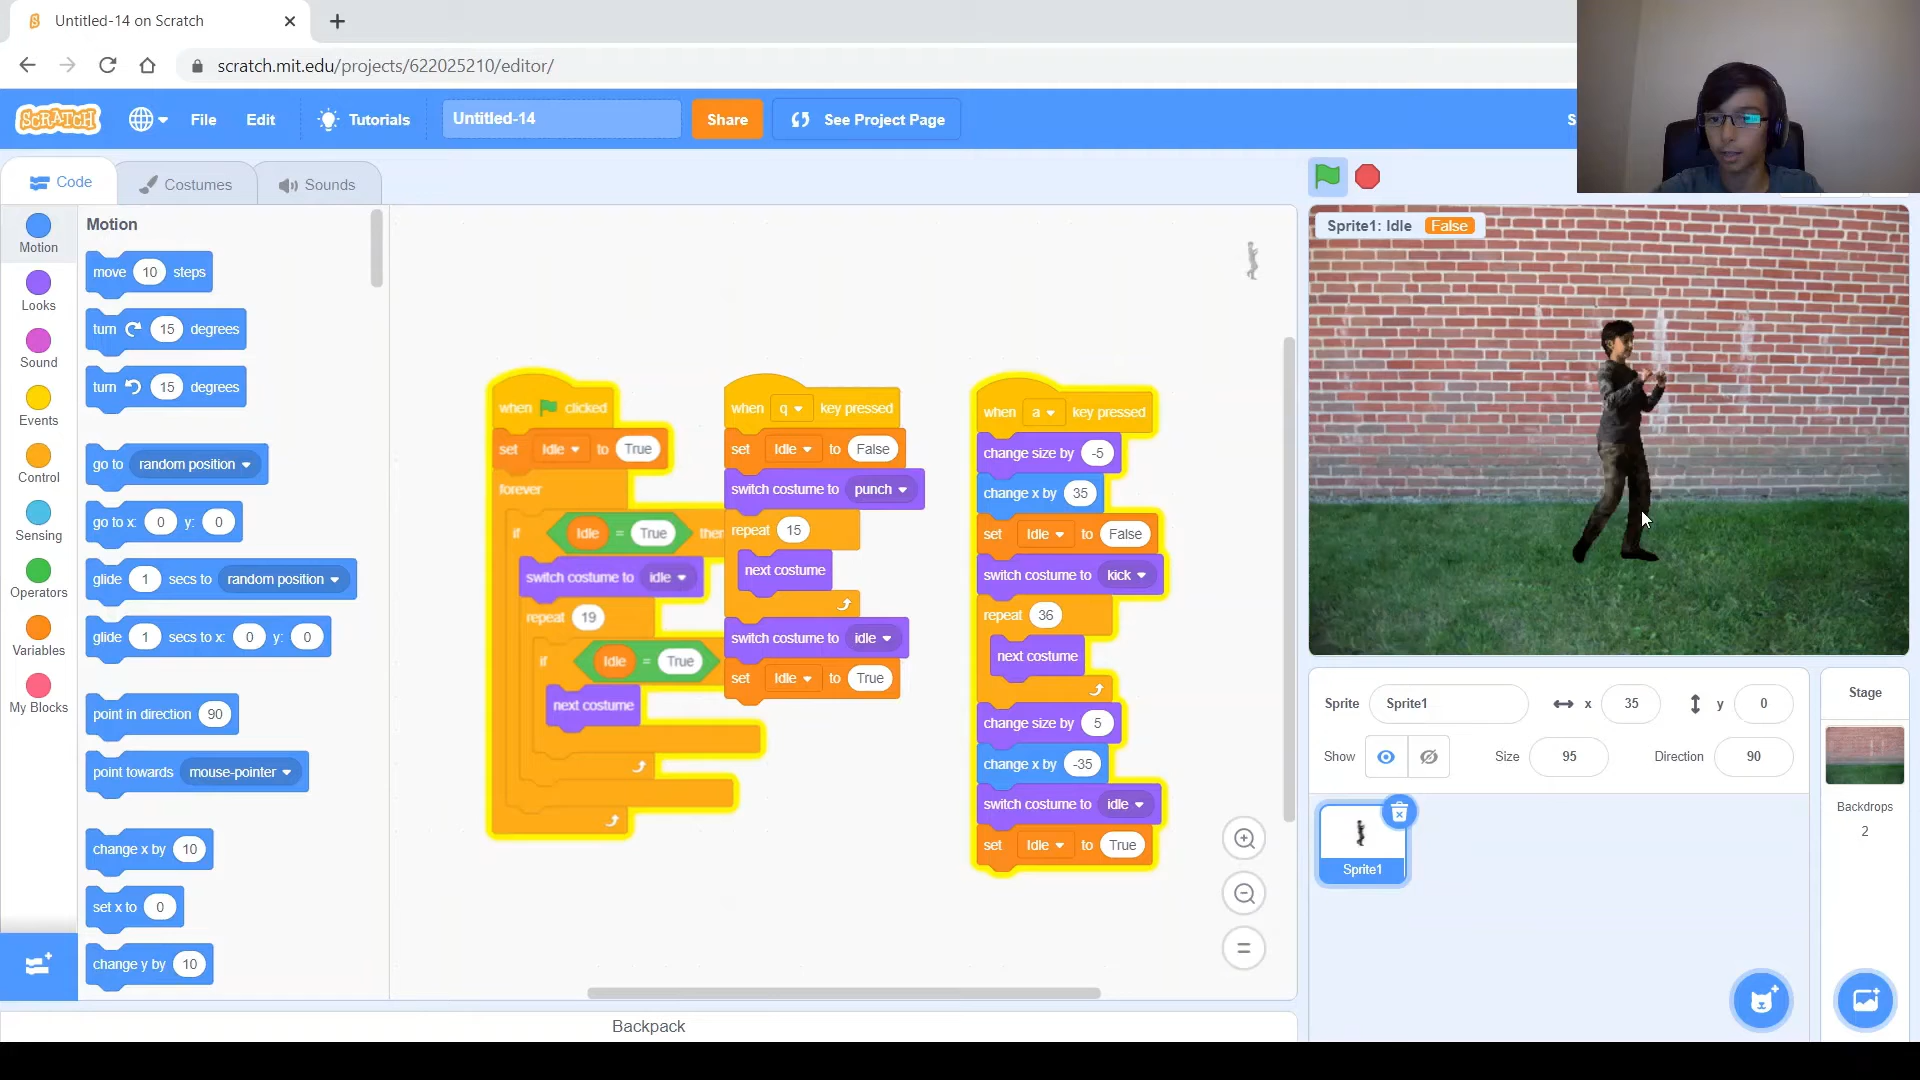 Untitled-14 on Scratch
scratch.mit.edu/projects/622025210/editor/
SCRATCH
File
Edit
Tutorials
Untitled-14
Share
See Project Page
S
Code
Costumes
Sounds
Motion
Looks
Sound
Events
Control
Sensing
Operators
Variables
My Blocks
Motion
move 10 steps
turn 15 degrees
turn 15 degrees
go to random position
go to x: 0 y: 0
glide 1 secs to random position
glide 1 secs to x: 0 y: 0
point in direction 90
point towards mouse-pointer
change x by 10
set x to 0
change y by 10
when clicked
set Idle to True
forever
if Idle = True then
switch costume to idle
repeat 19
if Idle = True
next costume
when q key pressed
set Idle to False
switch costume to punch
repeat 15
next costume
switch costume to idle
set Idle to True
when a key pressed
change size by -5
change x by 35
set Idle to False
switch costume to kick
repeat 36
next costume
change size by 5
change x by -35
switch costume to idle
set Idle to True
Backpack
Sprite1: Idle False
Sprite Sprite1 x 35 y 0
Show Size 95 Direction 90
Sprite1
Stage
Backdrops
2